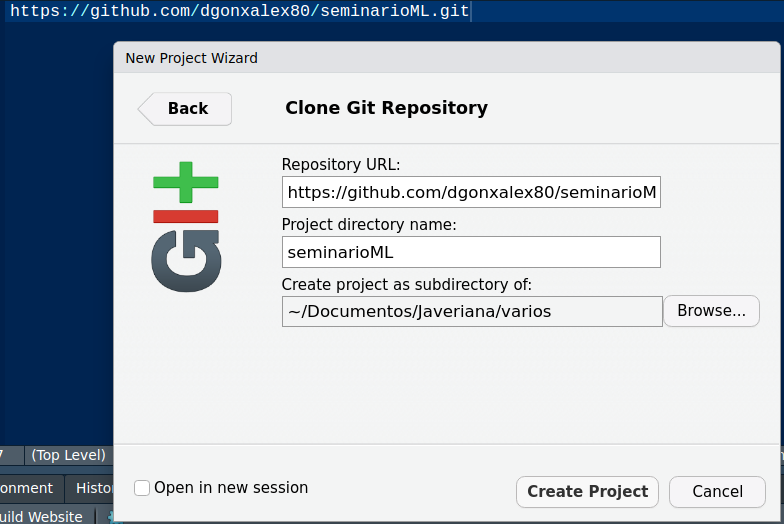 https://github.com/dgonxalex80/seminarioML.git
New Project Wizard
Back
Clone Git Repository
GIt
Repository URL:
https://github.com/dgonxalex80/seminarioM
Project directory name:
seminarioML
Create project as subdirectory of:
~/Documentos/Javeriana/varios
Browse...
(Top Level)
Open in new session
Create Project
Cancel
onment
Histo
uild Website